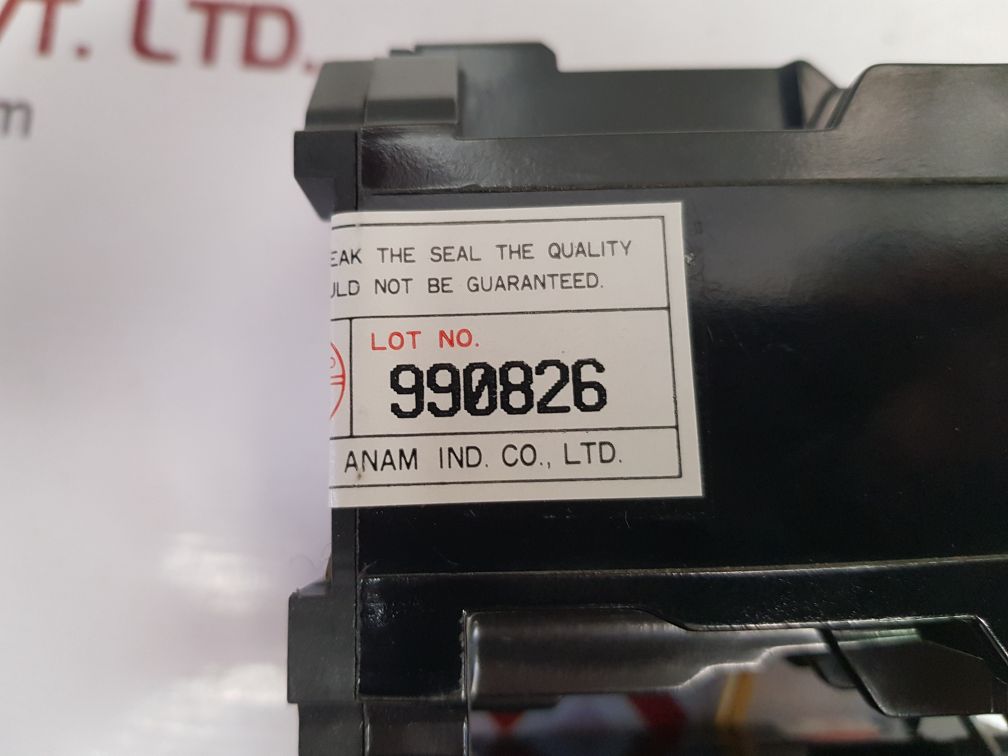 VT. LTD.
m
EAK THE SEAL THE QUALITY
ULD NOT BE GUARANTEED.
LOT NO.
990826
ANAM IND. CO., LTD.